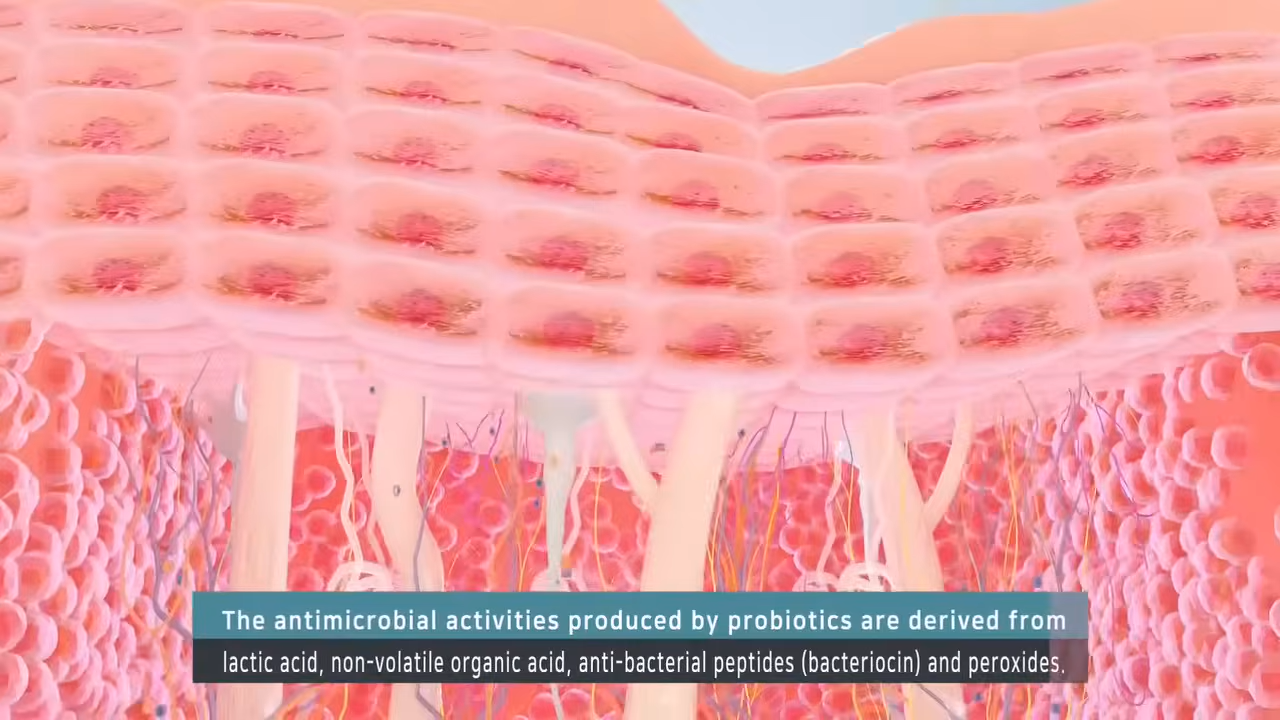 The antimicrobial activities produced by probiotics are derived from
lactic acid, non-volatile organic acid, anti-bacterial peptides (bacteriocin) and peroxides.